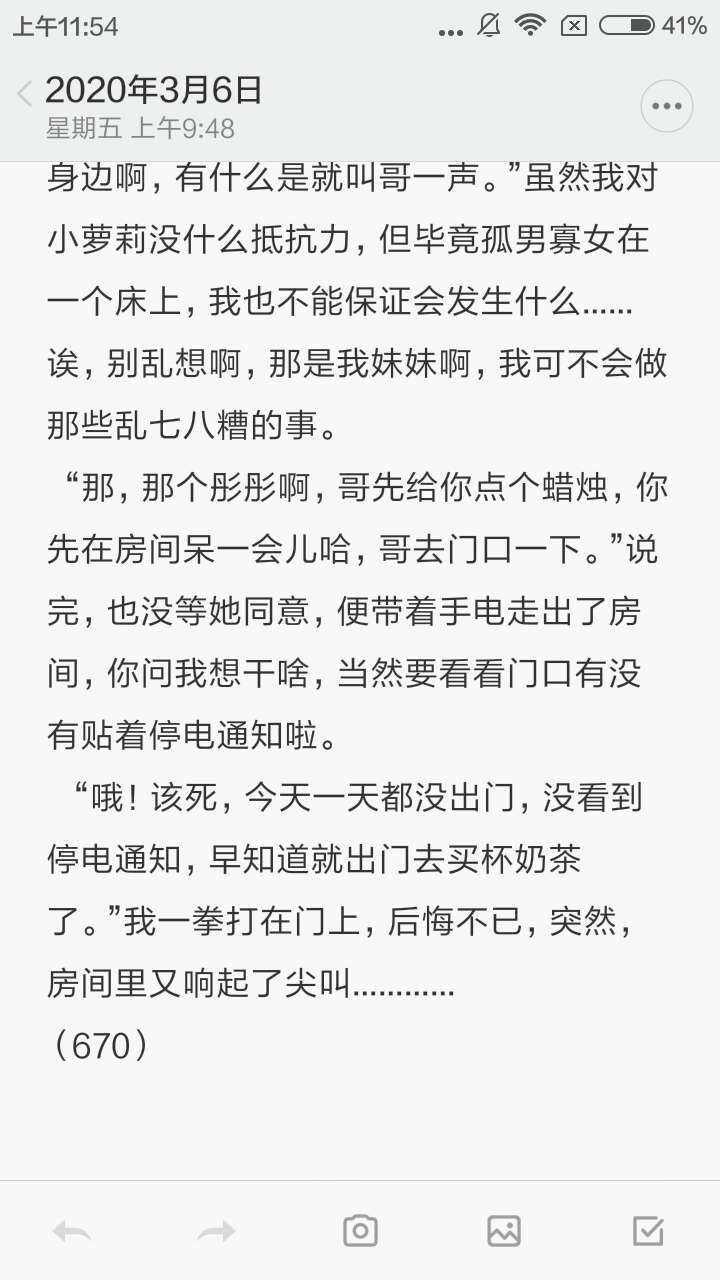 上午11:54
41%
2020年3月6日
星期五 上午9:48
身边啊，有什么是就叫哥一声。”虽然我对
小萝莉没什么抵抗力，但毕竟孤男寡女在
一个床上，我也不能保证会发生什么……
诶，别乱想啊，那是我妹妹啊，我可不会做
那些乱七八糟的事。
“那，那个彤彤啊，哥先给你点个蜡烛，你
先在房间呆一会儿哈，哥去门口一下。”说
完，也没等她同意，便带着手电走出了房
间，你问我想干啥，当然要看看门口有没
有贴着停电通知啦。
“哦！该死，今天一天都没出门，没看到
停电通知，早知道就出门去买杯奶茶
了。”我一拳打在门上，后悔不已，突然，
房间里又响起了尖叫…………
（670）